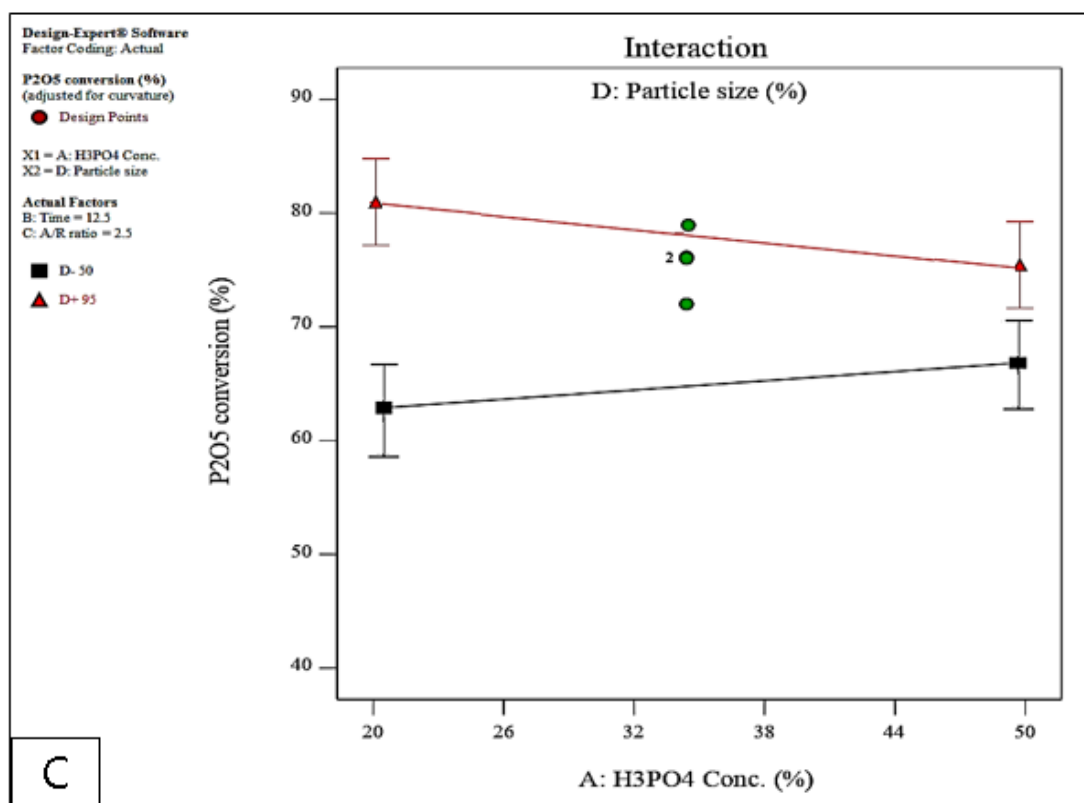 Design-Expert® Software
Factor Coding: Actual
P2O5 conversion (%)
(adjusted for curvature)
Design Points
X1 = A: H3PO4 Conc.
X2 = D: Particle size
Actual Factors
B: Time = 12.5
C: A/R ratio = 2.5
D- 50
D+ 95
Interaction
D: Particle size (%)
P2O5 conversion (%)
90
80
70
60
50
40
2
20 26 32 38 44 50
A: H3PO4 Conc. (%)
C